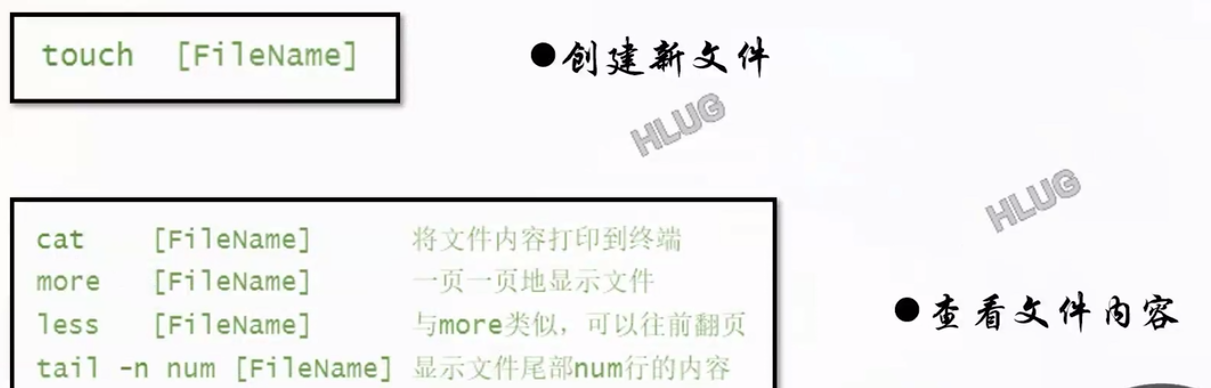 touch [FileName]
●创建新文件
HLUG
HLUG
cat [FileName] 将文件内容打印到终端
more [FileName] 一页一页地显示文件
less [FileName] 与more类似，可以往前翻页
tail -n num [FileName] 显示文件尾部num行的内容
●查看文件内容